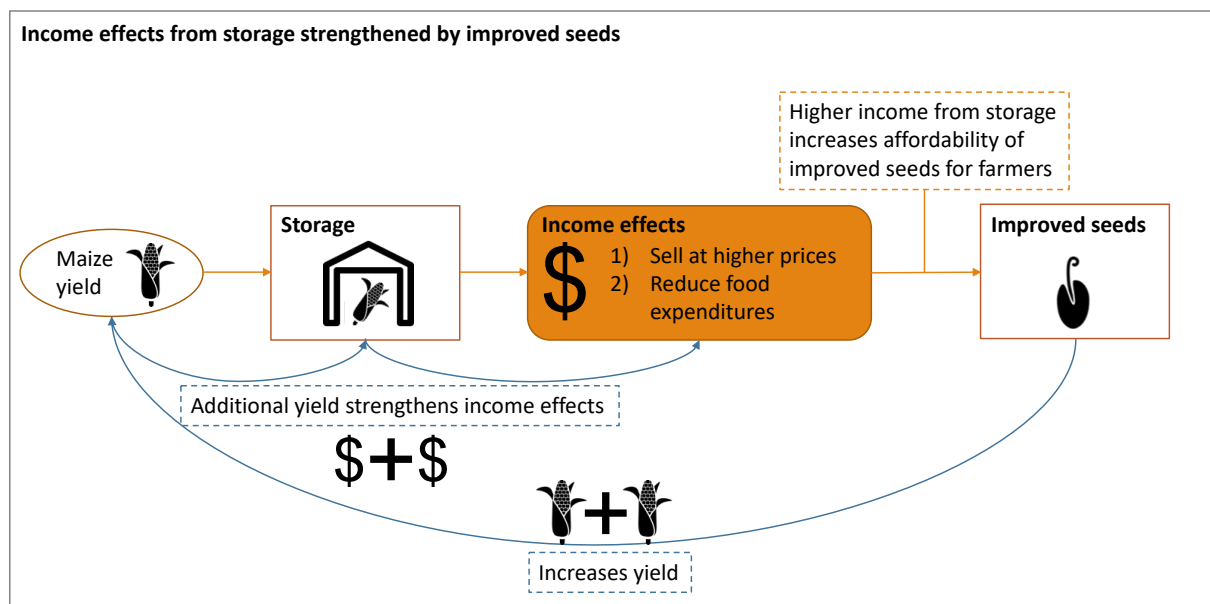 Income effects from storage strengthened by improved seeds
Higher income from storage
increases affordability of
improved seeds for farmers
Maize
yield
Storage
Income effects
$
1) Sell at higher prices
2) Reduce food
expenditures
Improved seeds
Additional yield strengthens income effects
$+$
+
Increases yield